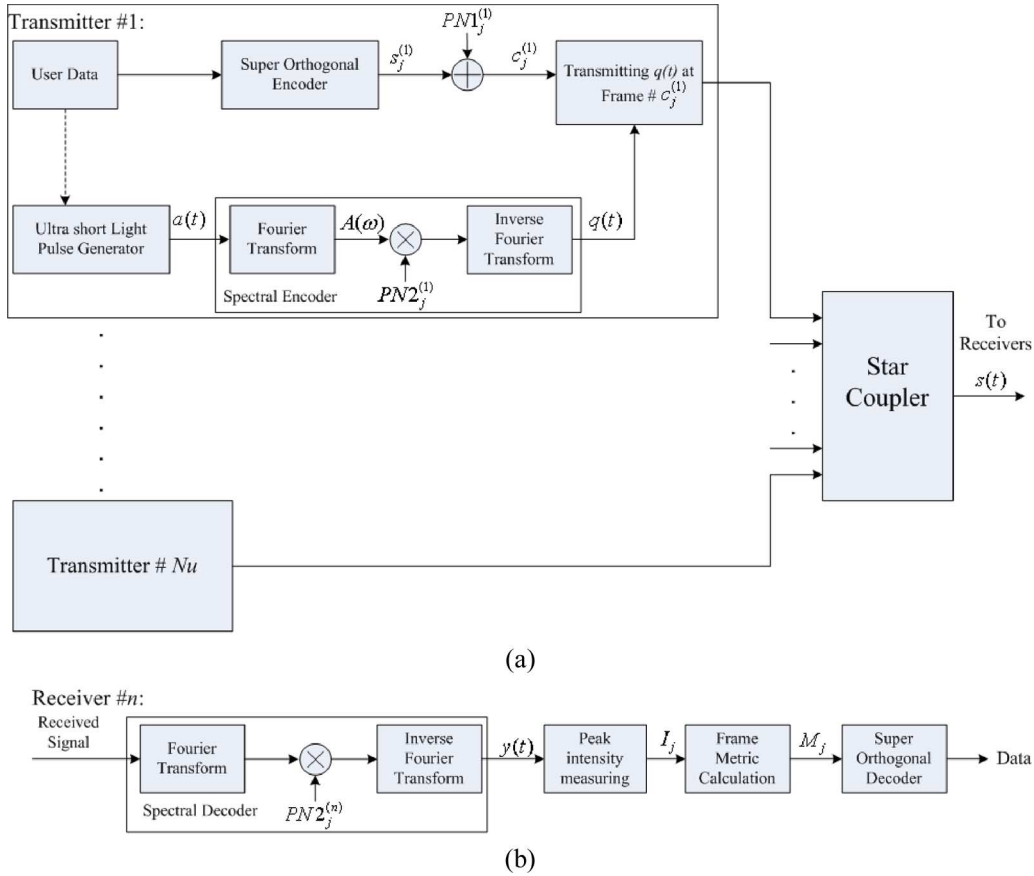 Transmitter #1:
User Data
Super Orthogonal
Encoder
s_j^{(1)}
PN1_j^{(1)}
c_j^{(1)}
Transmitting q(t) at
Frame # c_j^{(1)}
Ultra short Light
Pulse Generator
a(t)
Fourier
Transform
A(ω)
PN2_j^{(1)}
Inverse
Fourier
Transform
q(t)
Spectral Encoder
Star
Coupler
To
Receivers
s(t)
Transmitter # Nu
(a)
Receiver #n:
Received
Signal
Fourier
Transform
PN2_j^{(n)}
Inverse
Fourier
Transform
Spectral Decoder
y(t)
Peak
intensity
measuring
I_j
Frame
Metric
Calculation
M_j
Super
Orthogonal
Decoder
Data
(b)